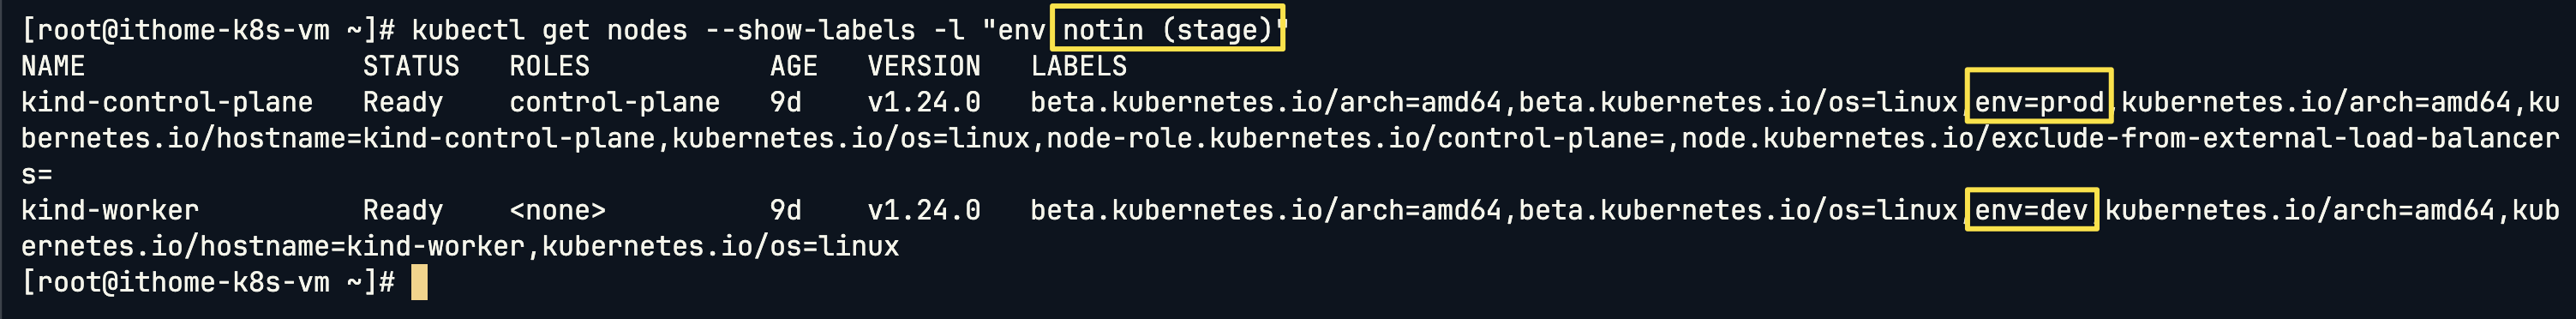 [root@ithome-k8s-vm ~]# kubectl get nodes --show-labels -l "env notin (stage)"
NAME                 STATUS   ROLES           AGE   VERSION   LABELS
kind-control-plane   Ready    control-plane   9d    v1.24.0   beta.kubernetes.io/arch=amd64,beta.kubernetes.io/os=linux,env=prod,kubernetes.io/arch=amd64,ku
bernetes.io/hostname=kind-control-plane,kubernetes.io/os=linux,node-role.kubernetes.io/control-plane=,node.kubernetes.io/exclude-from-external-load-balancer
s=
kind-worker          Ready    <none>          9d    v1.24.0   beta.kubernetes.io/arch=amd64,beta.kubernetes.io/os=linux,env=dev,kubernetes.io/arch=amd64,kub
ernetes.io/hostname=kind-worker,kubernetes.io/os=linux
[root@ithome-k8s-vm ~]#